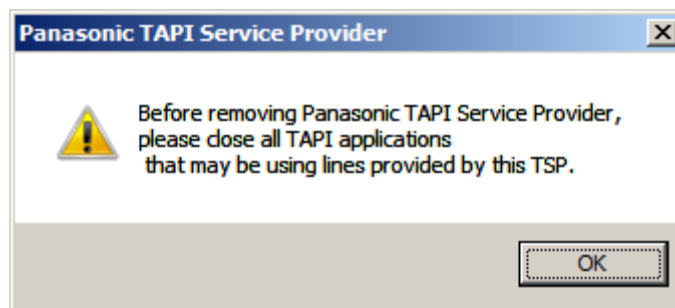 Panasonic TAPI Service Provider
Before removing Panasonic TAPI Service Provider,
please close all TAPI applications
that may be using lines provided by this TSP.
OK